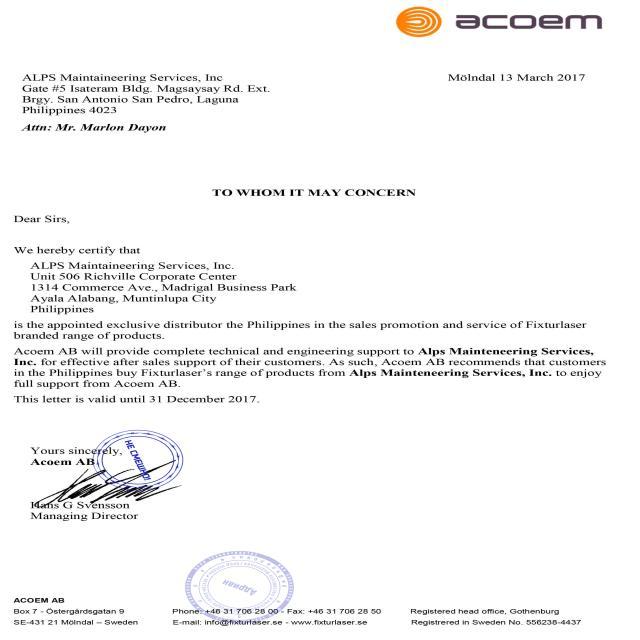 acoem
ALPS Maintaineering Services, Inc
Gate #5 Isateram Bldg. Magsaysay Rd. Ext.
Brgy. San Antonio San Pedro, Laguna
Philippines 4023
Attn: Mr. Marlon Dayon
Mölndal 13 March 2017
TO WHOM IT MAY CONCERN
Dear Sirs,
We hereby certify that
ALPS Maintaineering Services, Inc.
Unit 506 Richville Corporate Center
1314 Commerce Ave., Madrigal Business Park
Ayala Alabang, Muntinlupa City
Philippines
is the appointed exclusive distributor the Philippines in the sales promotion and service of Fixturlaser
branded range of products.
Acoem AB will provide complete technical and engineering support to Alps Mainteneering Services,
Inc. for effective after sales support of their customers. As such, Acoem AB recommends that customers
in the Philippines buy Fixturlaser's range of products from Alps Mainteneering Services, Inc. to enjoy
full support from Acoem AB.
This letter is valid until 31 December 2017.
Yours sincerely,
Acoem AB
НЕ СМЕШНО!
Hans G Svensson
Managing Director
Адриан
ACOEM AB
Box 7 - Östergårdsgatan 9
SE-431 21 Mölndal – Sweden
Phone: +46 31 706 28 00 - Fax: +46 31 706 28 50
E-mail: info@fixturlaser.se - www.fixturlaser.se
Registered head office, Gothenburg
Registrered in Sweden No. 556238-4437